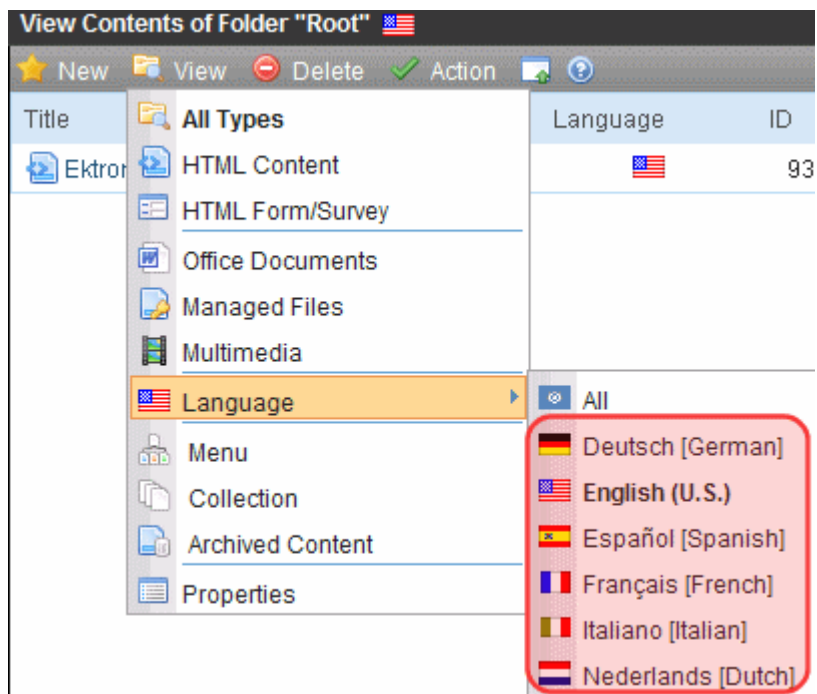 View Contents of Folder "Root"
New View Delete Action
Title Language ID
Ektron 93
All Types
HTML Content
HTML Form/Survey
Office Documents
Managed Files
Multimedia
Language
Menu
Collection
Archived Content
Properties
All
Deutsch [German]
English (U.S.)
Español [Spanish]
Français [French]
Italiano [Italian]
Nederlands [Dutch]